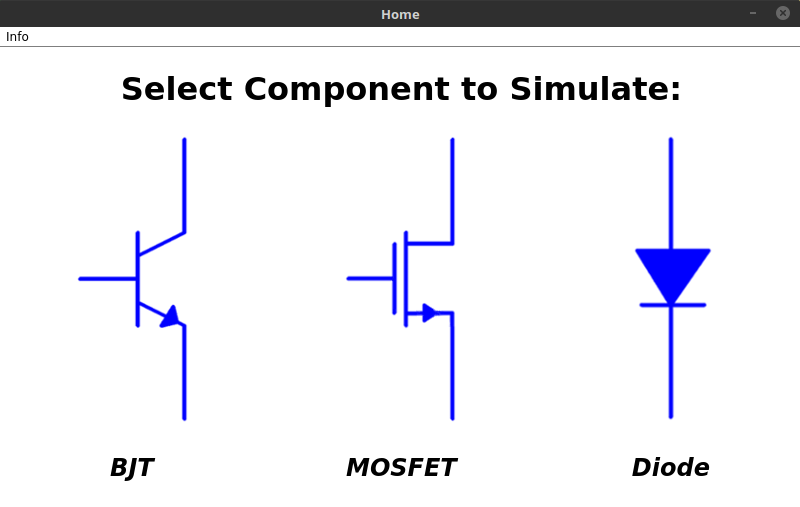 Home
Info
Select Component to Simulate:
BJT
MOSFET
Diode